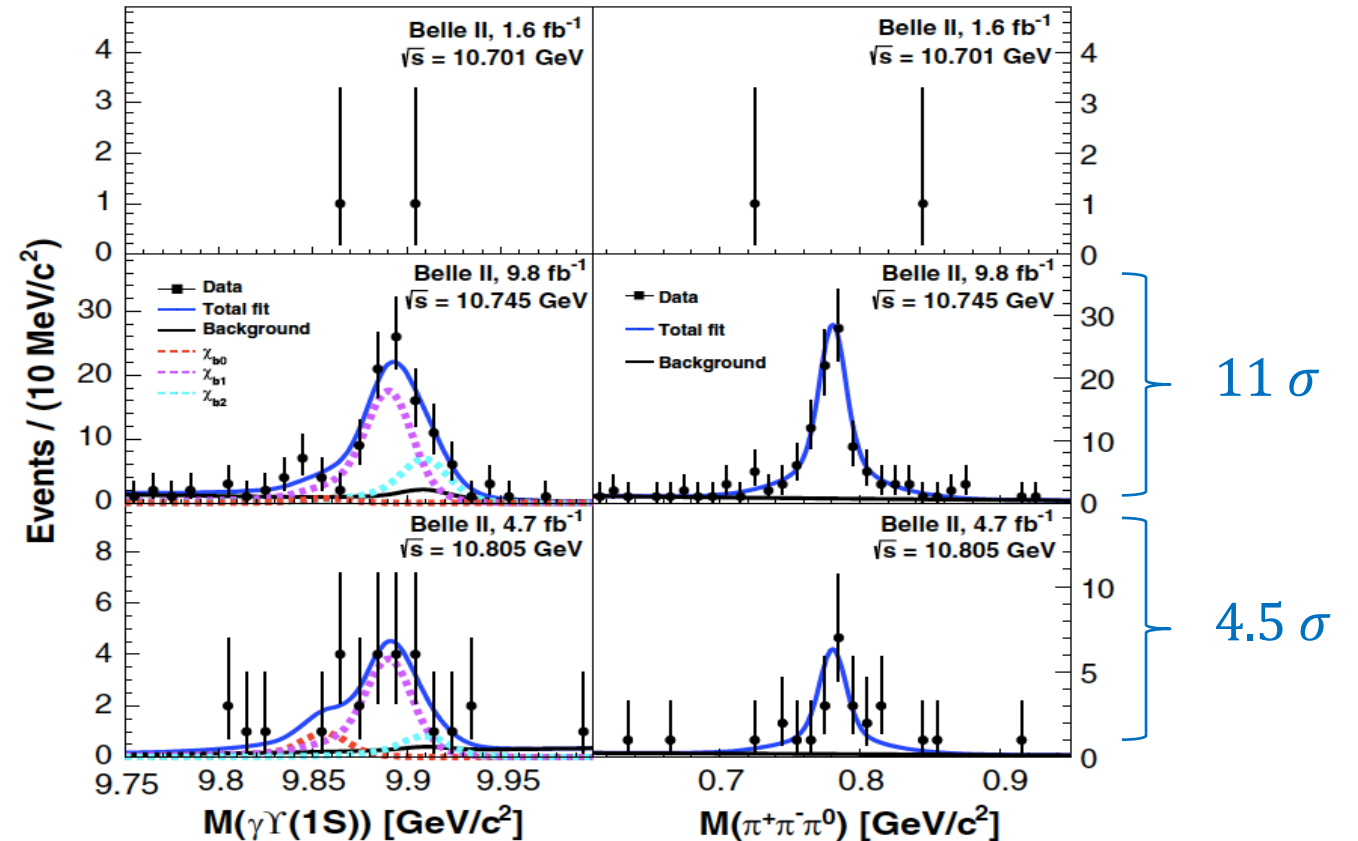 Events / (10 MeV/c²)
Belle II, 1.6 fb⁻¹
√s = 10.701 GeV
4
3
2
1
0
Belle II, 1.6 fb⁻¹
√s = 10.701 GeV
4
3
2
1
0
Belle II, 9.8 fb⁻¹
√s = 10.745 GeV
Data
Total fit
Background
χb0
χb1
χb2
30
20
10
0
Belle II, 9.8 fb⁻¹
√s = 10.745 GeV
Data
Total fit
Background
30
20
10
0
11 σ
Belle II, 4.7 fb⁻¹
√s = 10.805 GeV
8
6
4
2
0
Belle II, 4.7 fb⁻¹
√s = 10.805 GeV
10
5
0
4.5 σ
9.75 9.8 9.85 9.9 9.95
0.7 0.8 0.9
M(γΥ(1S)) [GeV/c²]
M(π⁺π⁻π⁰) [GeV/c²]